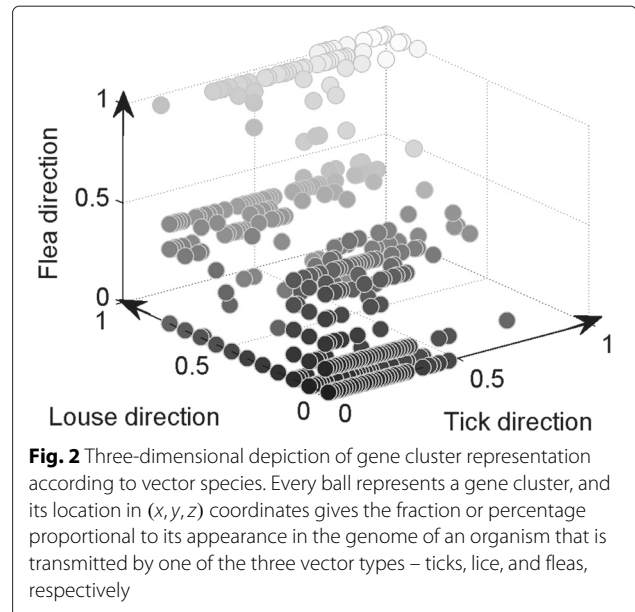 1
Flea direction
0.5
0
1
0.5
Louse direction
0
0
Tick direction
0.5
1
Fig. 2 Three-dimensional depiction of gene cluster representation
according to vector species. Every ball represents a gene cluster, and
its location in (x, y, z) coordinates gives the fraction or percentage
proportional to its appearance in the genome of an organism that is
transmitted by one of the three vector types – ticks, lice, and fleas,
respectively